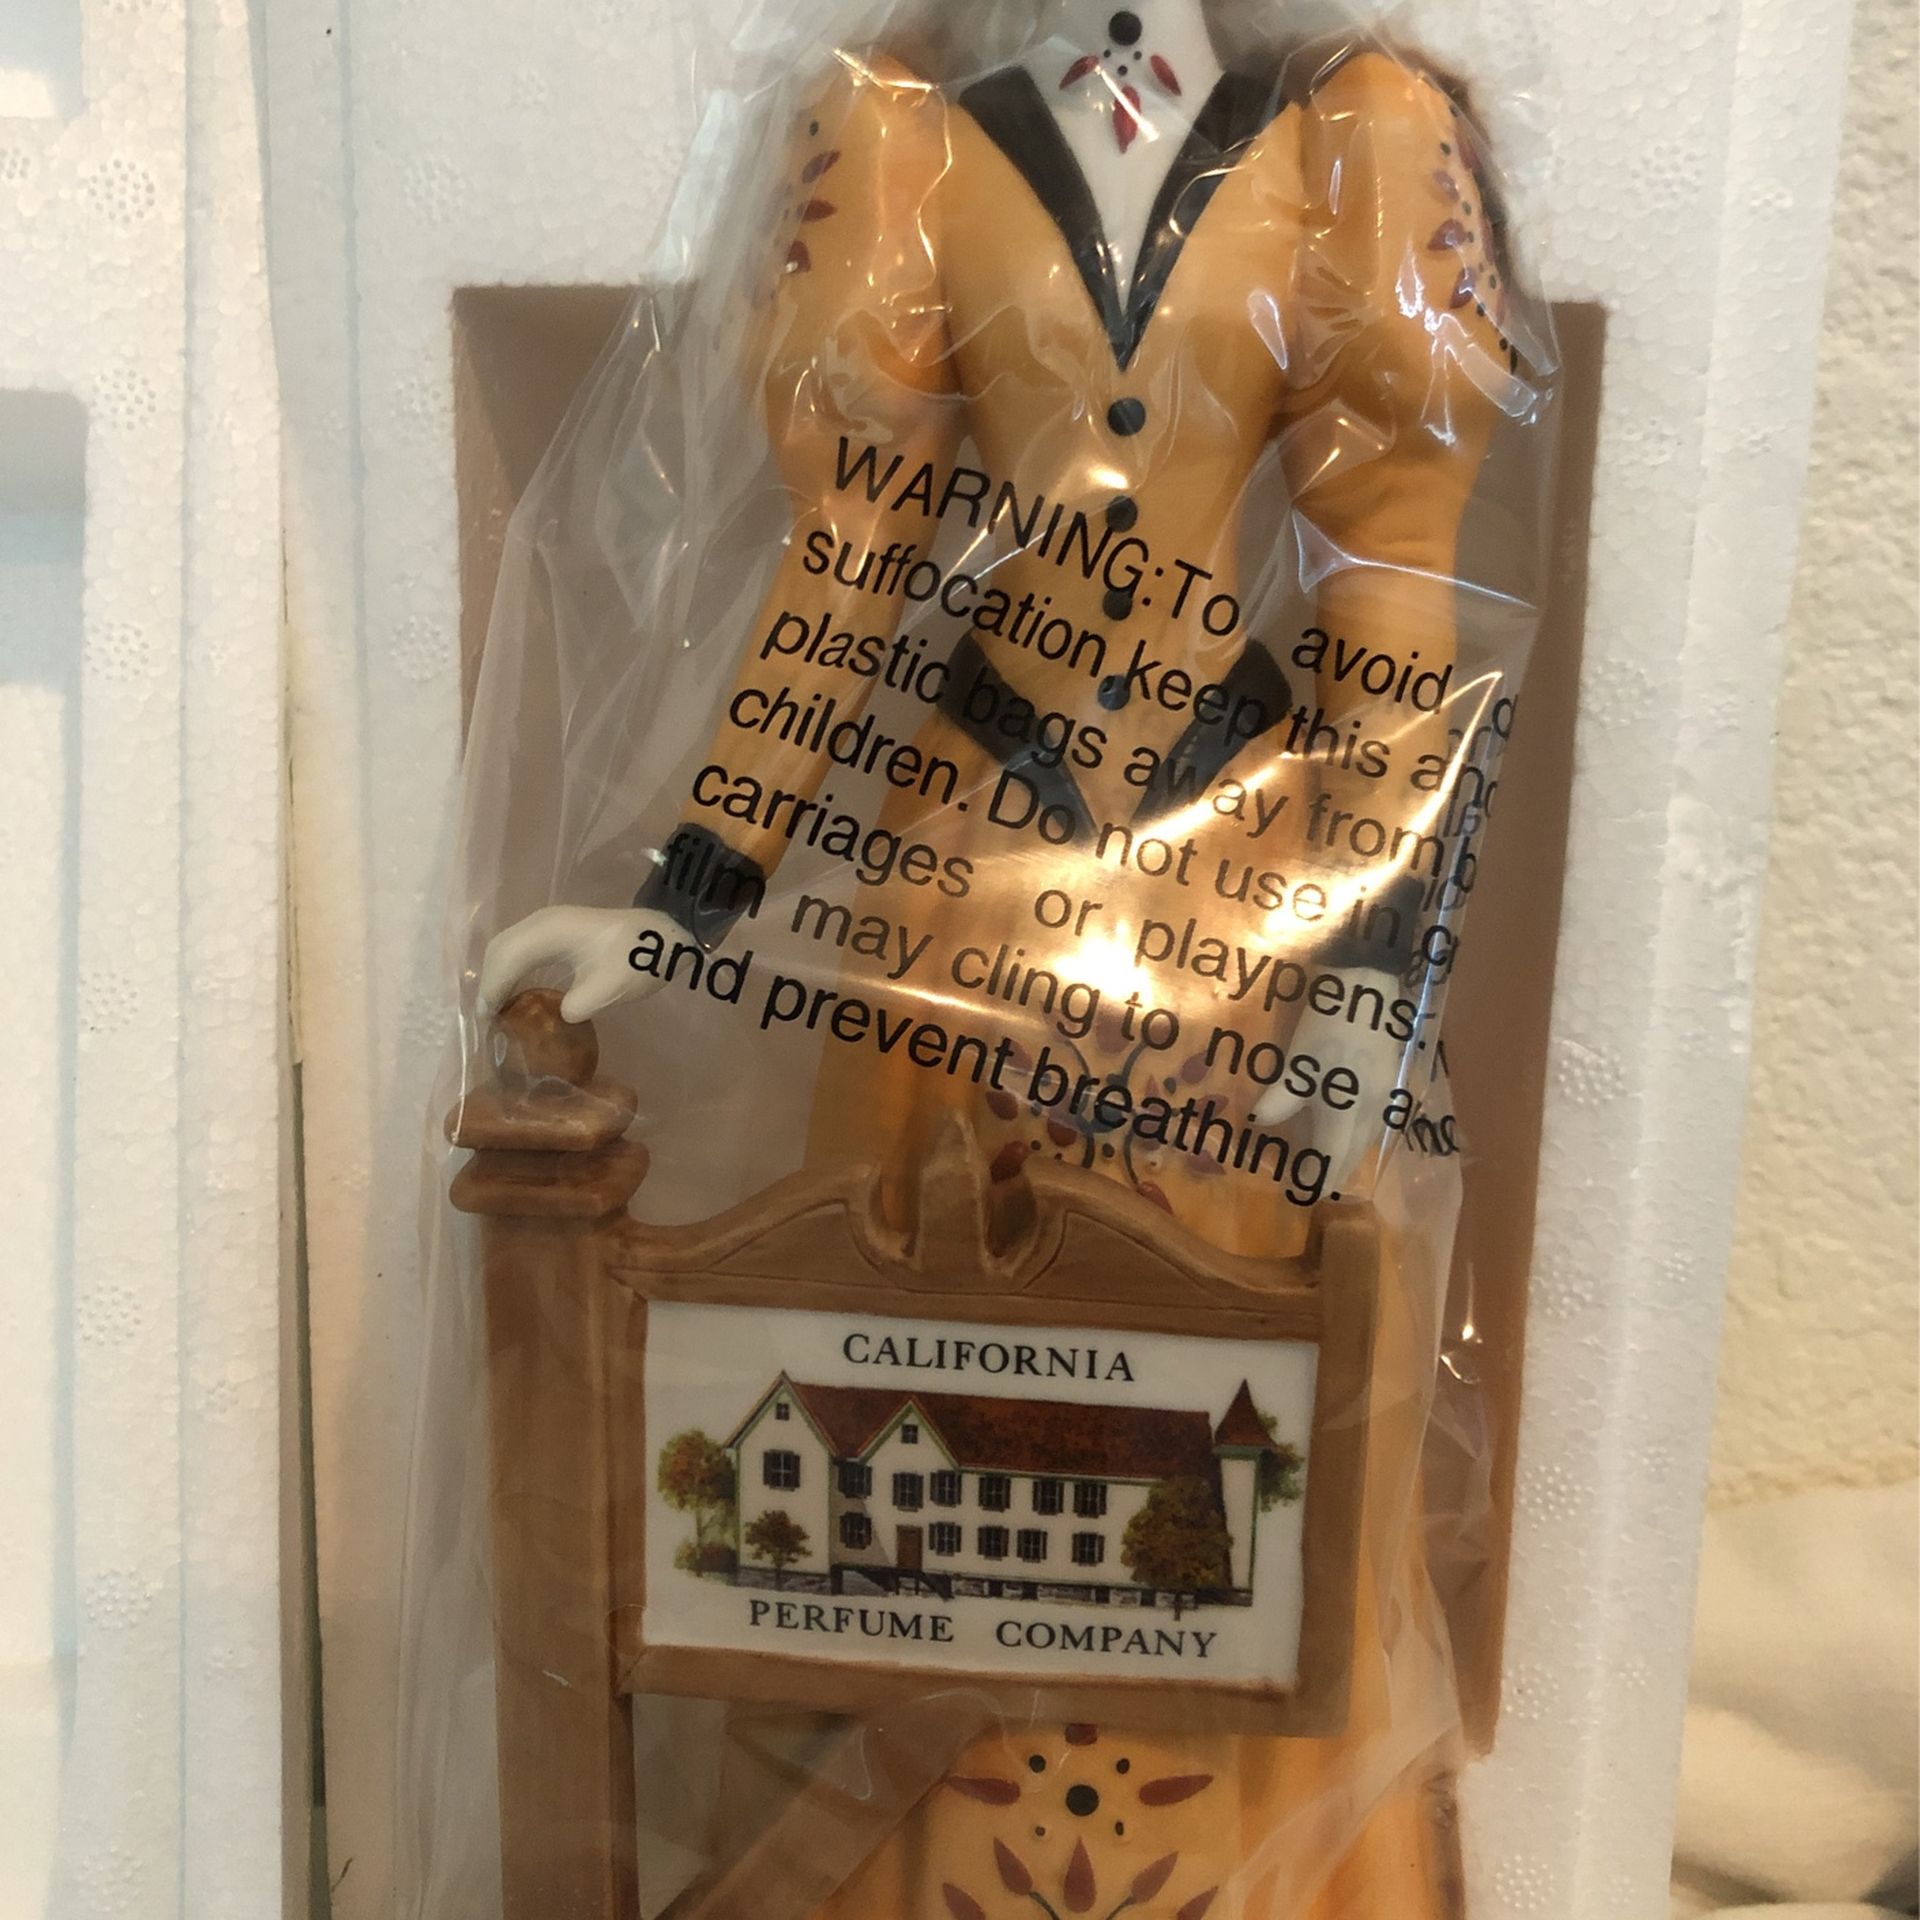 WARNING: To avoid
suffocation, keep this and
plastic bags away from
children. Do not use in
carriages or playpens.
film may cling to nose and
and prevent breathing.
CALIFORNIA
PERFUME COMPANY